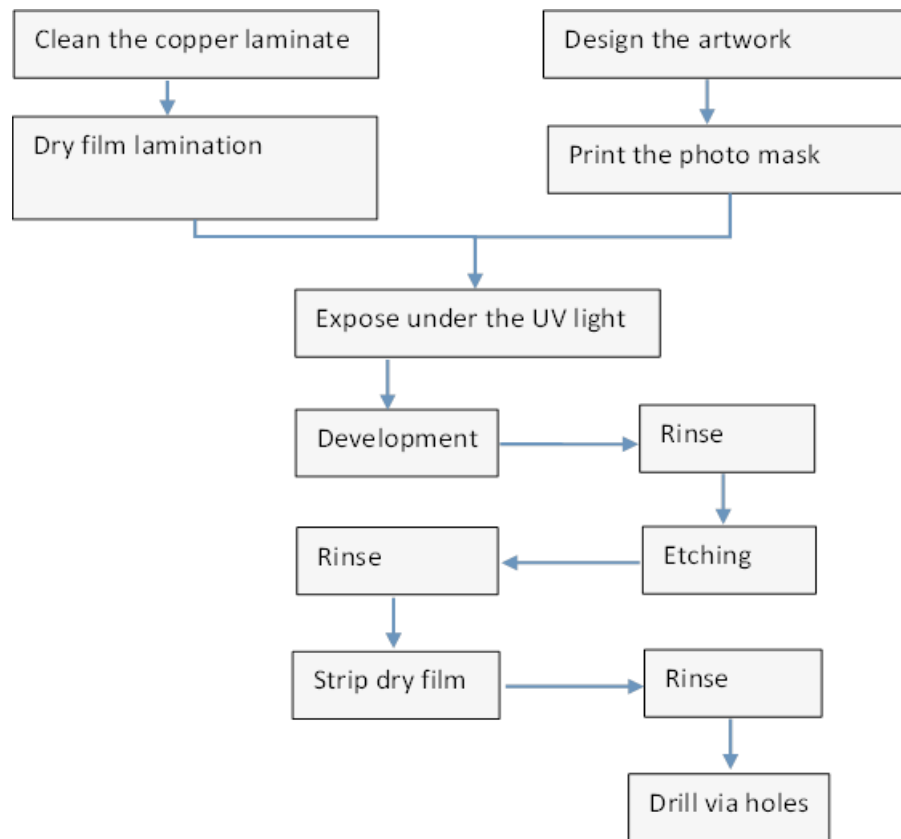 Clean the copper laminate
Design the artwork
Dry film lamination
Print the photo mask
Expose under the UV light
Development
Rinse
Rinse
Etching
Strip dry film
Rinse
Drill via holes